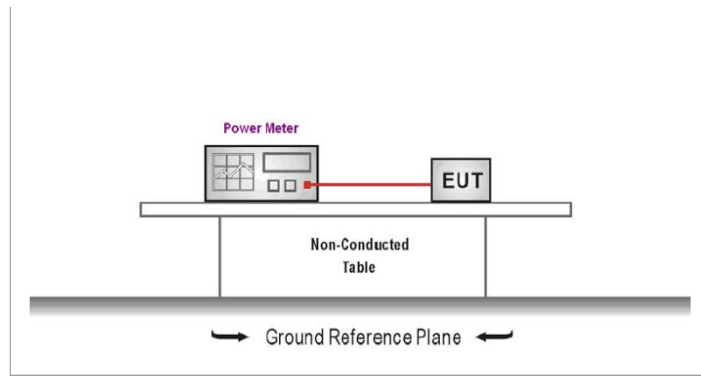 Power Meter
EUT
Non-Conducted
Table
Ground Reference Plane